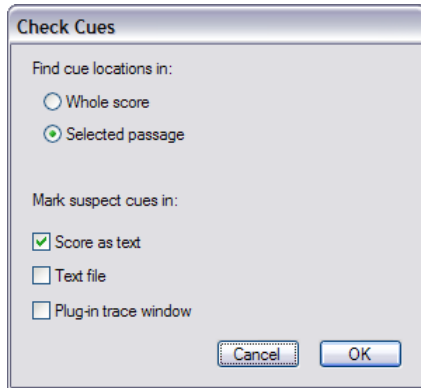 Check Cues
Find cue locations in:
Whole score
Selected passage
Mark suspect cues in:
Score as text
Text file
Plug-in trace window
Cancel OK